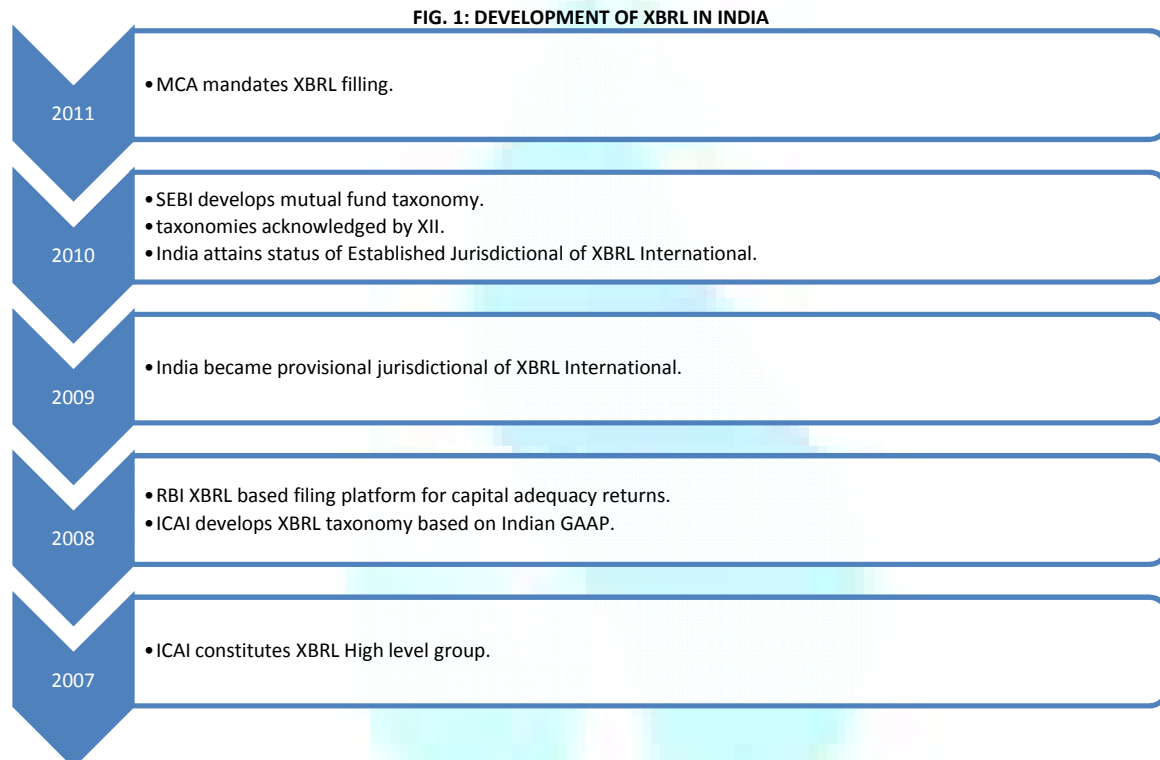 FIG. 1: DEVELOPMENT OF XBRL IN INDIA
2011
•MCA mandates XBRL filling.
2010
•SEBI develops mutual fund taxonomy.
•taxonomies acknowledged by XII.
•India attains status of Established Jurisdictional of XBRL International.
2009
•India became provisional jurisdictional of XBRL International.
2008
•RBI XBRL based filing platform for capital adequacy returns.
•ICAI develops XBRL taxonomy based on Indian GAAP.
2007
•ICAI constitutes XBRL High level group.